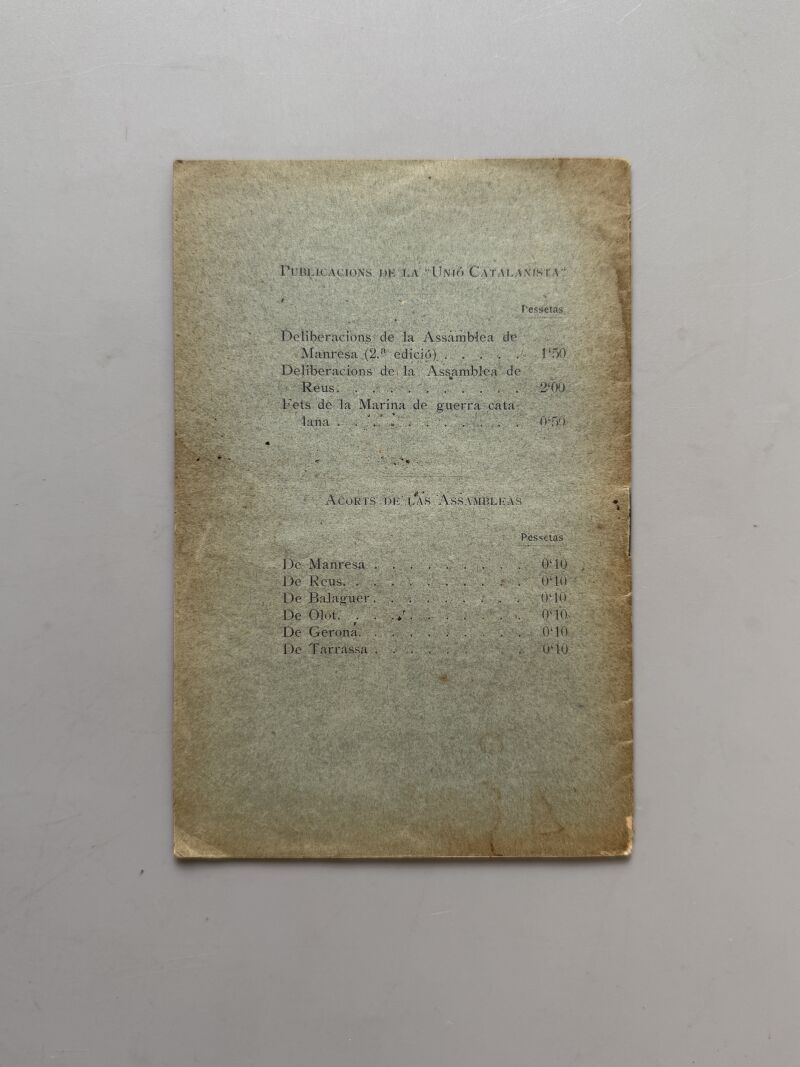 PUBLICACIONS DE LA "UNIÓ CATALANISTA"
Pessetas
Deliberacions de la Assamblea de
Manresa (2.ª edició) . . . . . 1'50
Deliberacions de la Assamblea de
Reus. . . . . . . . . . . 2'00
Fets de la Marina de guerra cata-
lana . . . . . . . . . . . 0'50
ACORTS DE LAS ASSAMBLEAS
Pessetas
De Manresa . . . . . . . . . 0'10
De Reus. . . . . . . . . . . 0'10
De Balaguer. . . . . . . . . 0'10
De Olot. . . . . . . . . . . 0'10
De Gerona. . . . . . . . . . 0'10
De Tarrassa . . . . . . . . . 0'10